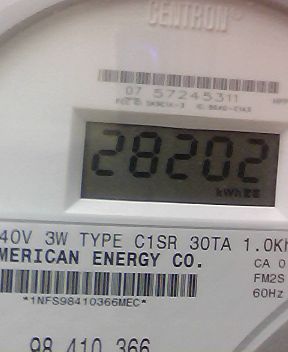 CENTRON
07 57245311
28202
kWh
40V 3W TYPE C1SR 30TA 1.0Kh
MERICAN ENERGY CO.
CA 0
FM2S
60Hz
*1NFS98410366MEC*
98 410 366